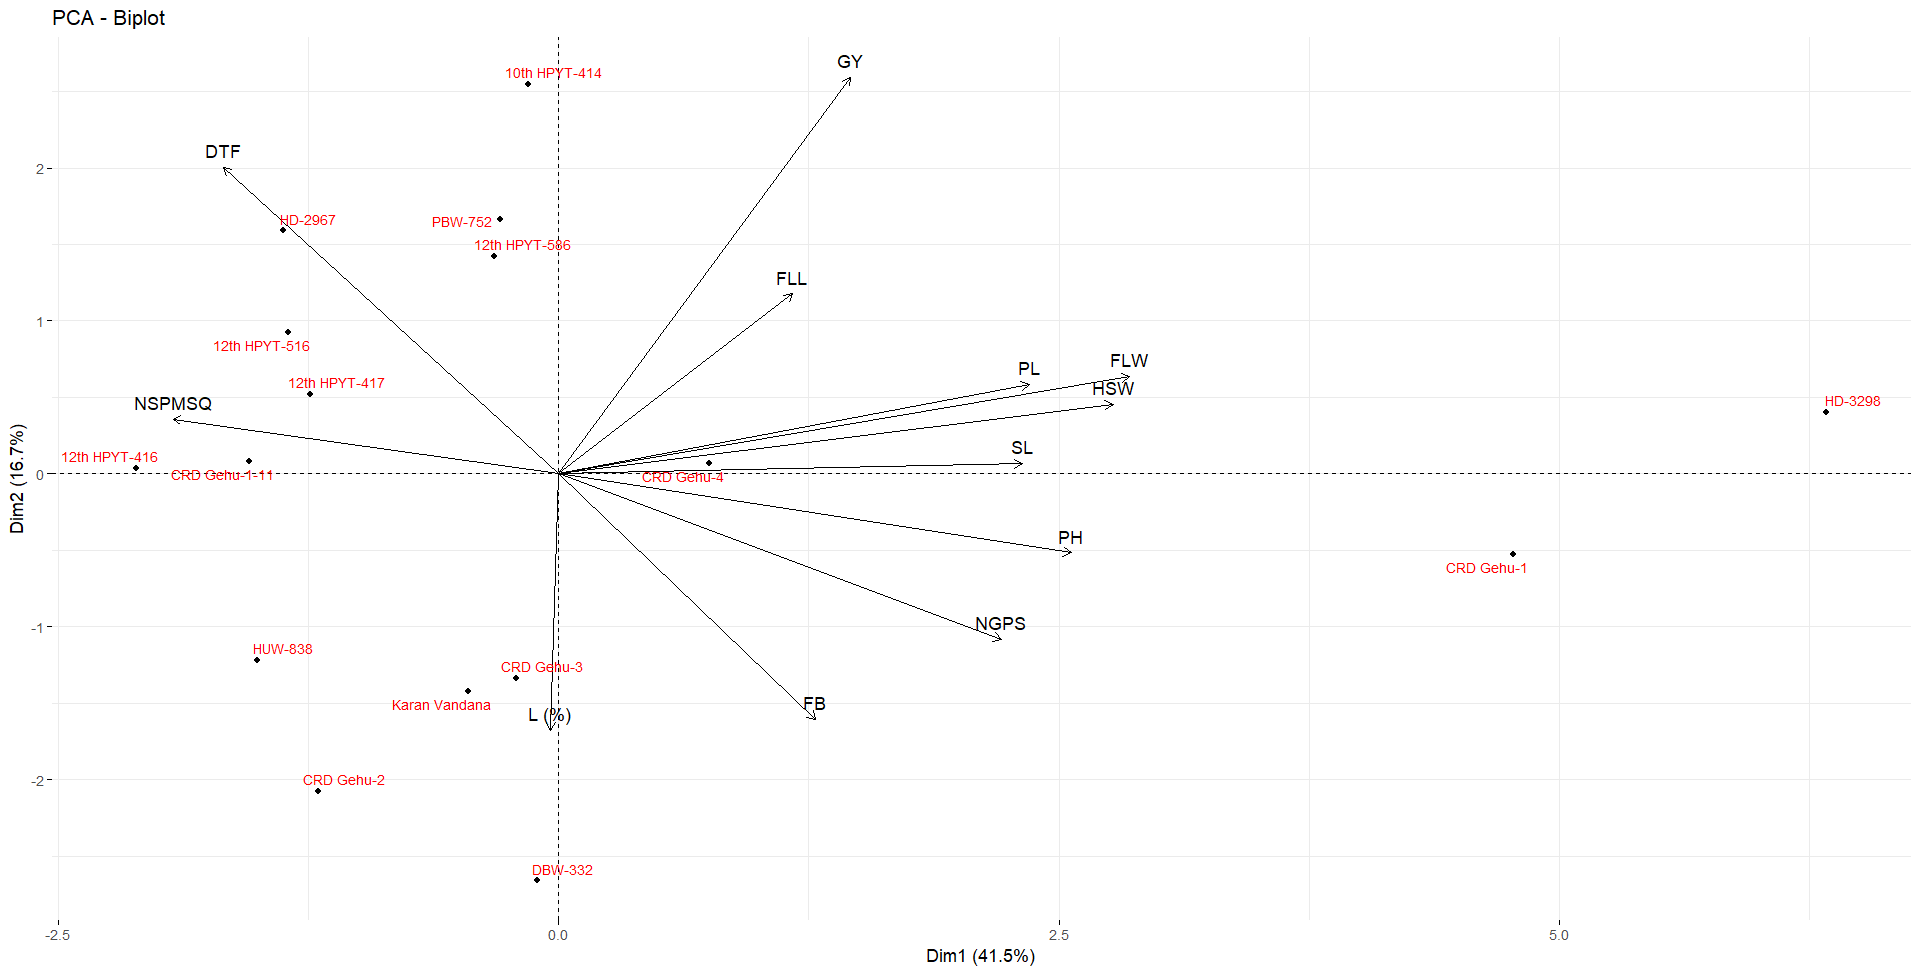 PCA - Biplot
GY
10th HPYT-414
DTF
2
HD-2967
PBW-752
12th HPYT-586
FLL
1
12th HPYT-516
PL
FLW
12th HPYT-417
HSW
NSPMSQ
HD-3298
SL
12th HPYT-416
CRD Gehu-1-11
0
CRD Gehu-4
Dim2 (16.7%)
PH
CRD Gehu-1
-1
NGPS
HUW-838
CRD Gehu-3
Karan Vandana
FB
L (%)
-2
CRD Gehu-2
DBW-332
-2.5
0.0
2.5
5.0
Dim1 (41.5%)